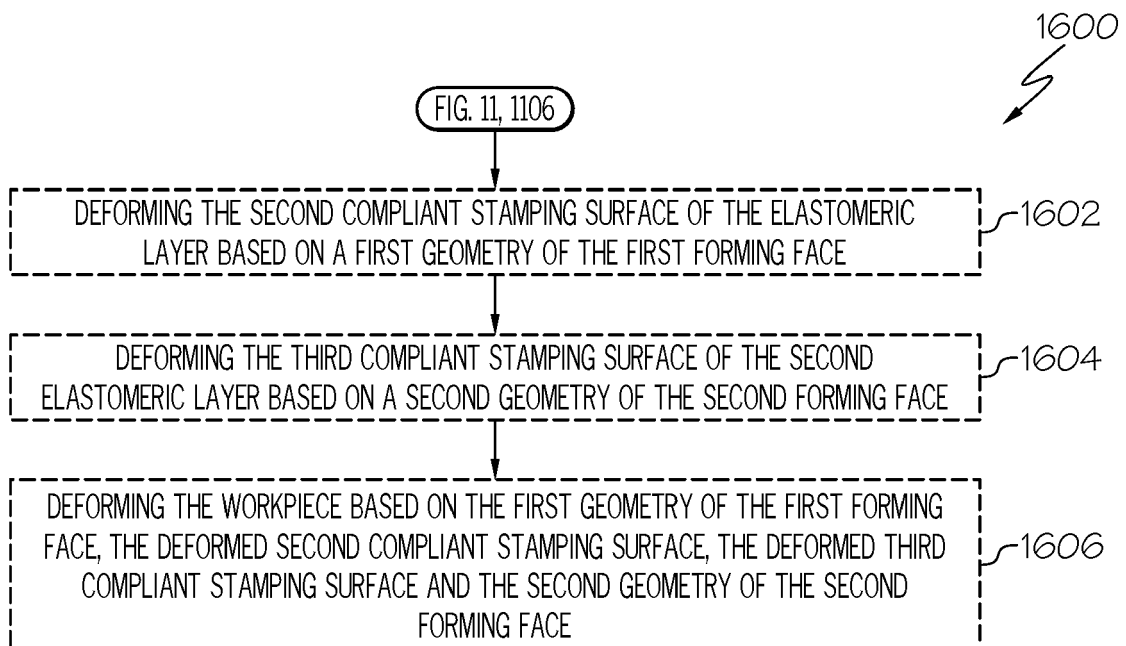 1600
FIG. 11, 1106
DEFORMING THE SECOND COMPLIANT STAMPING SURFACE OF THE ELASTOMERIC
LAYER BASED ON A FIRST GEOMETRY OF THE FIRST FORMING FACE
1602
DEFORMING THE THIRD COMPLIANT STAMPING SURFACE OF THE SECOND
ELASTOMERIC LAYER BASED ON A SECOND GEOMETRY OF THE SECOND FORMING FACE
1604
DEFORMING THE WORKPIECE BASED ON THE FIRST GEOMETRY OF THE FIRST FORMING
FACE, THE DEFORMED SECOND COMPLIANT STAMPING SURFACE, THE DEFORMED THIRD
COMPLIANT STAMPING SURFACE AND THE SECOND GEOMETRY OF THE SECOND
FORMING FACE
1606